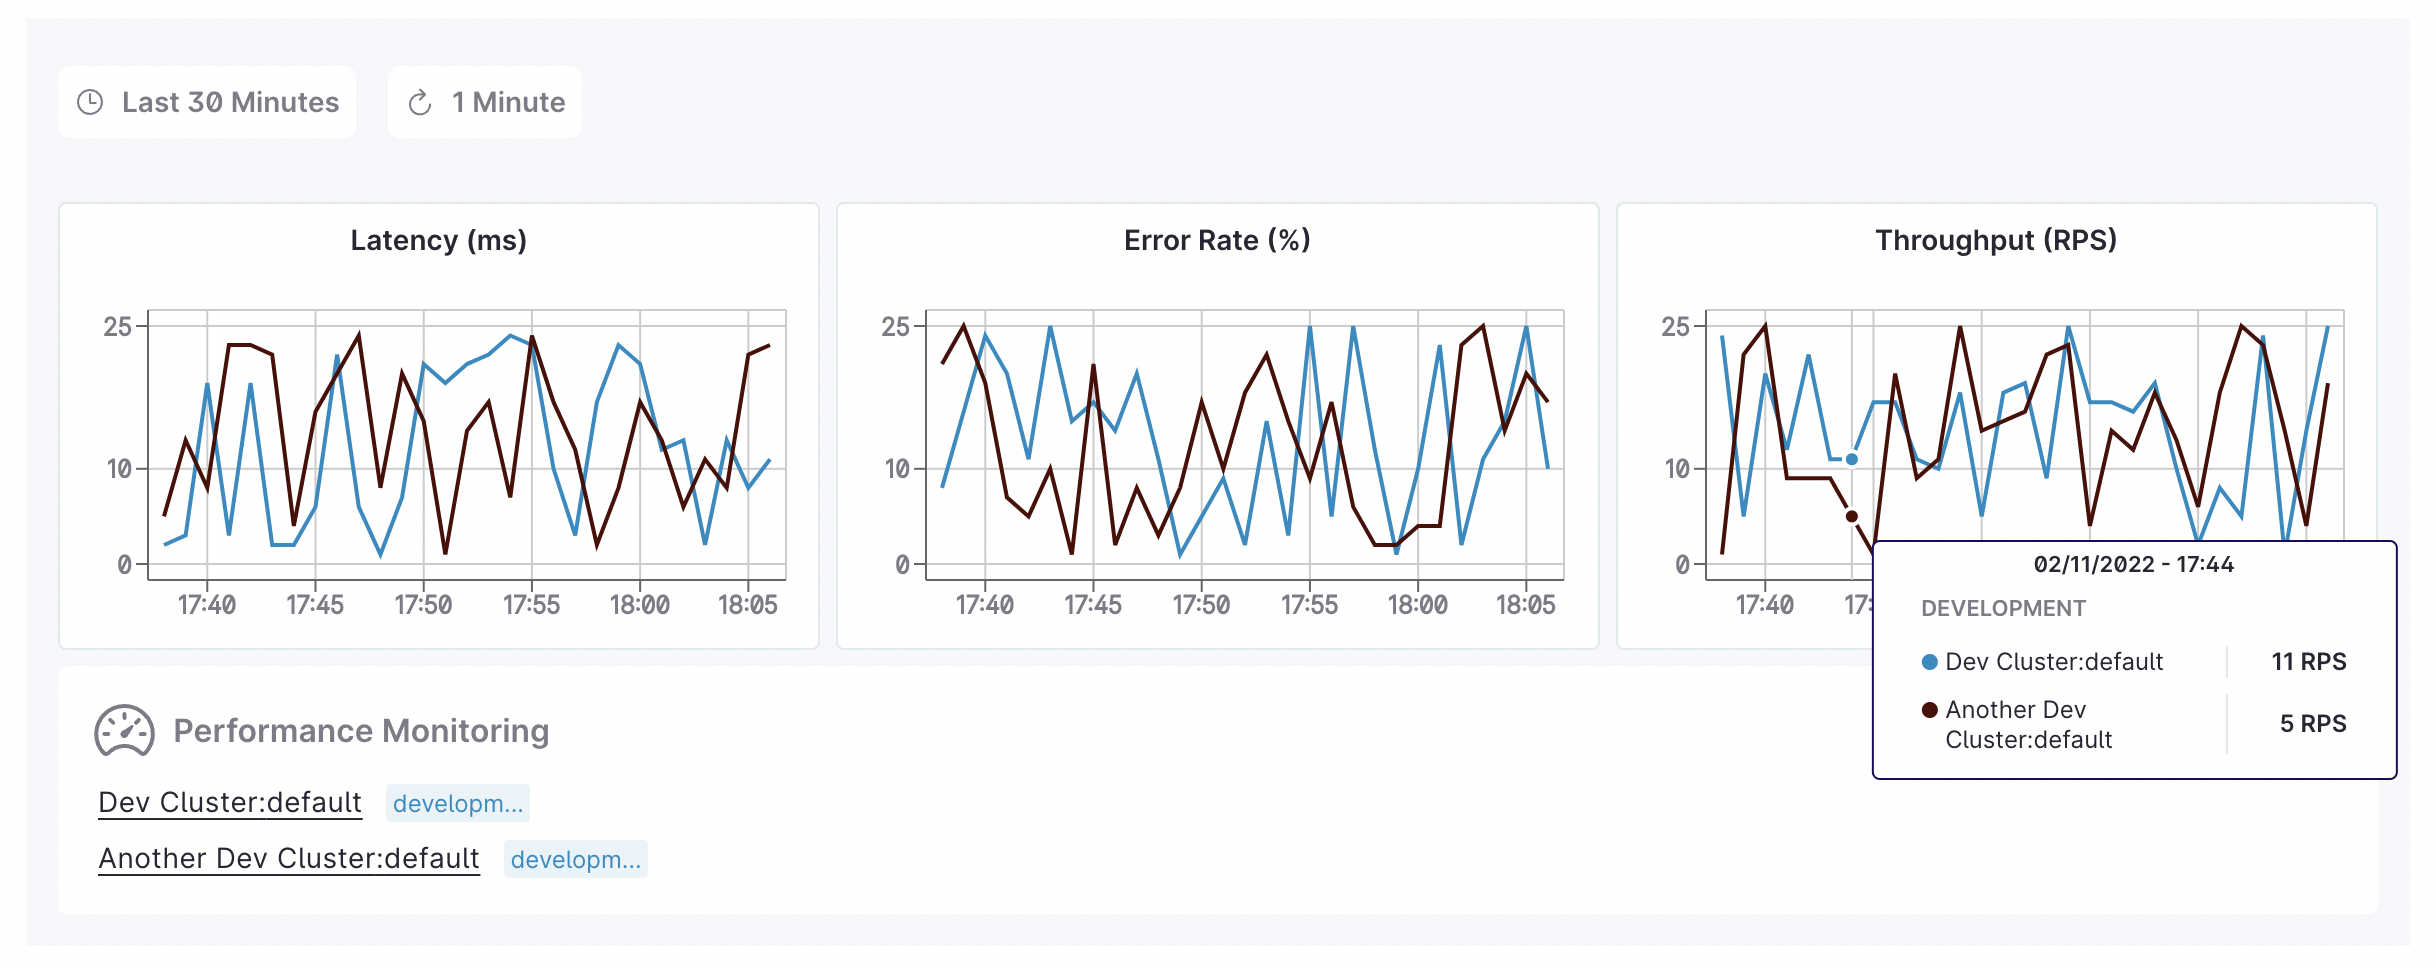 Last 30 Minutes
1 Minute
Latency (ms)
25
10
0
17:40 17:45 17:50 17:55 18:00 18:05
Error Rate (%)
25
10
0
17:40 17:45 17:50 17:55 18:00 18:05
Throughput (RPS)
25
10
0
17:40
02/11/2022 - 17:44
DEVELOPMENT
Dev Cluster:default 11 RPS
Another Dev
Cluster:default
5 RPS
Performance Monitoring
Dev Cluster:default developm...
Another Dev Cluster:default developm...